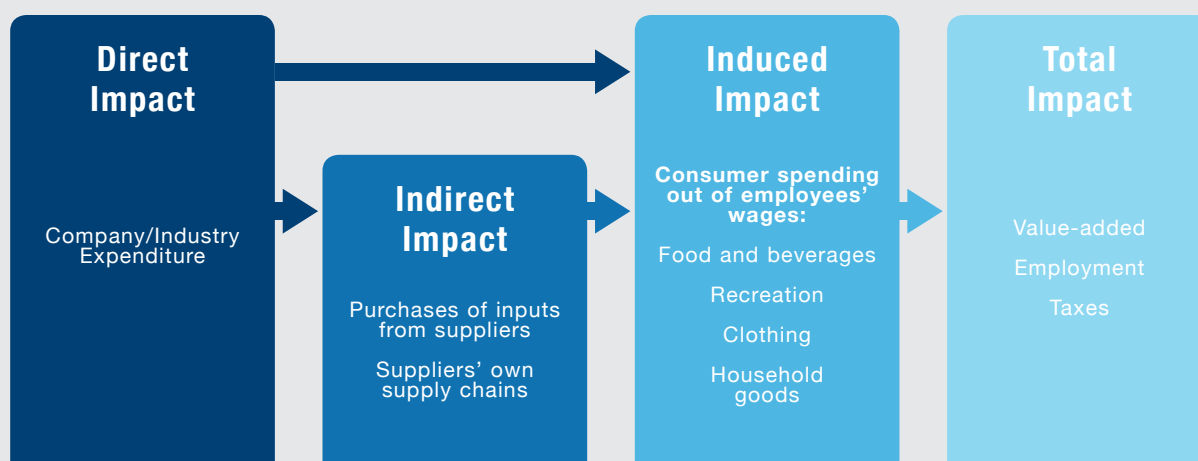 Direct
Impact
Company/Industry
Expenditure
Indirect
Impact
Purchases of inputs
from suppliers
Suppliers’ own
supply chains
Induced
Impact
Consumer spending
out of employees’
wages:
Food and beverages
Recreation
Clothing
Household
goods
Total
Impact
Value-added
Employment
Taxes